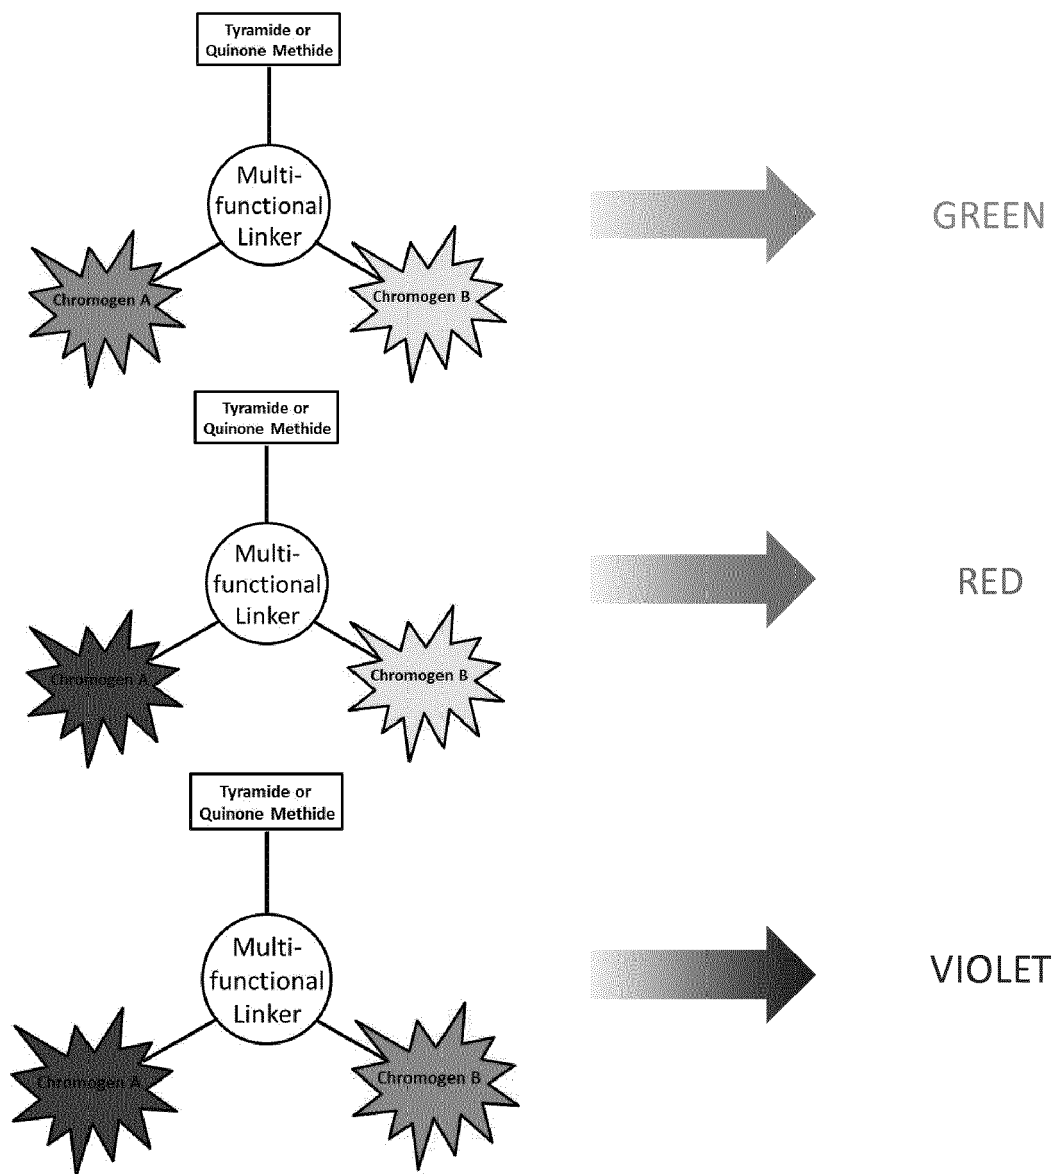 Tyramide or
Quinone Methide
Multi-
functional
Linker
Chromogen A
Chromogen B
GREEN
Tyramide or
Quinone Methide
Multi-
functional
Linker
Chromogen A
Chromogen B
RED
Tyramide or
Quinone Methide
Multi-
functional
Linker
Chromogen A
Chromogen B
VIOLET